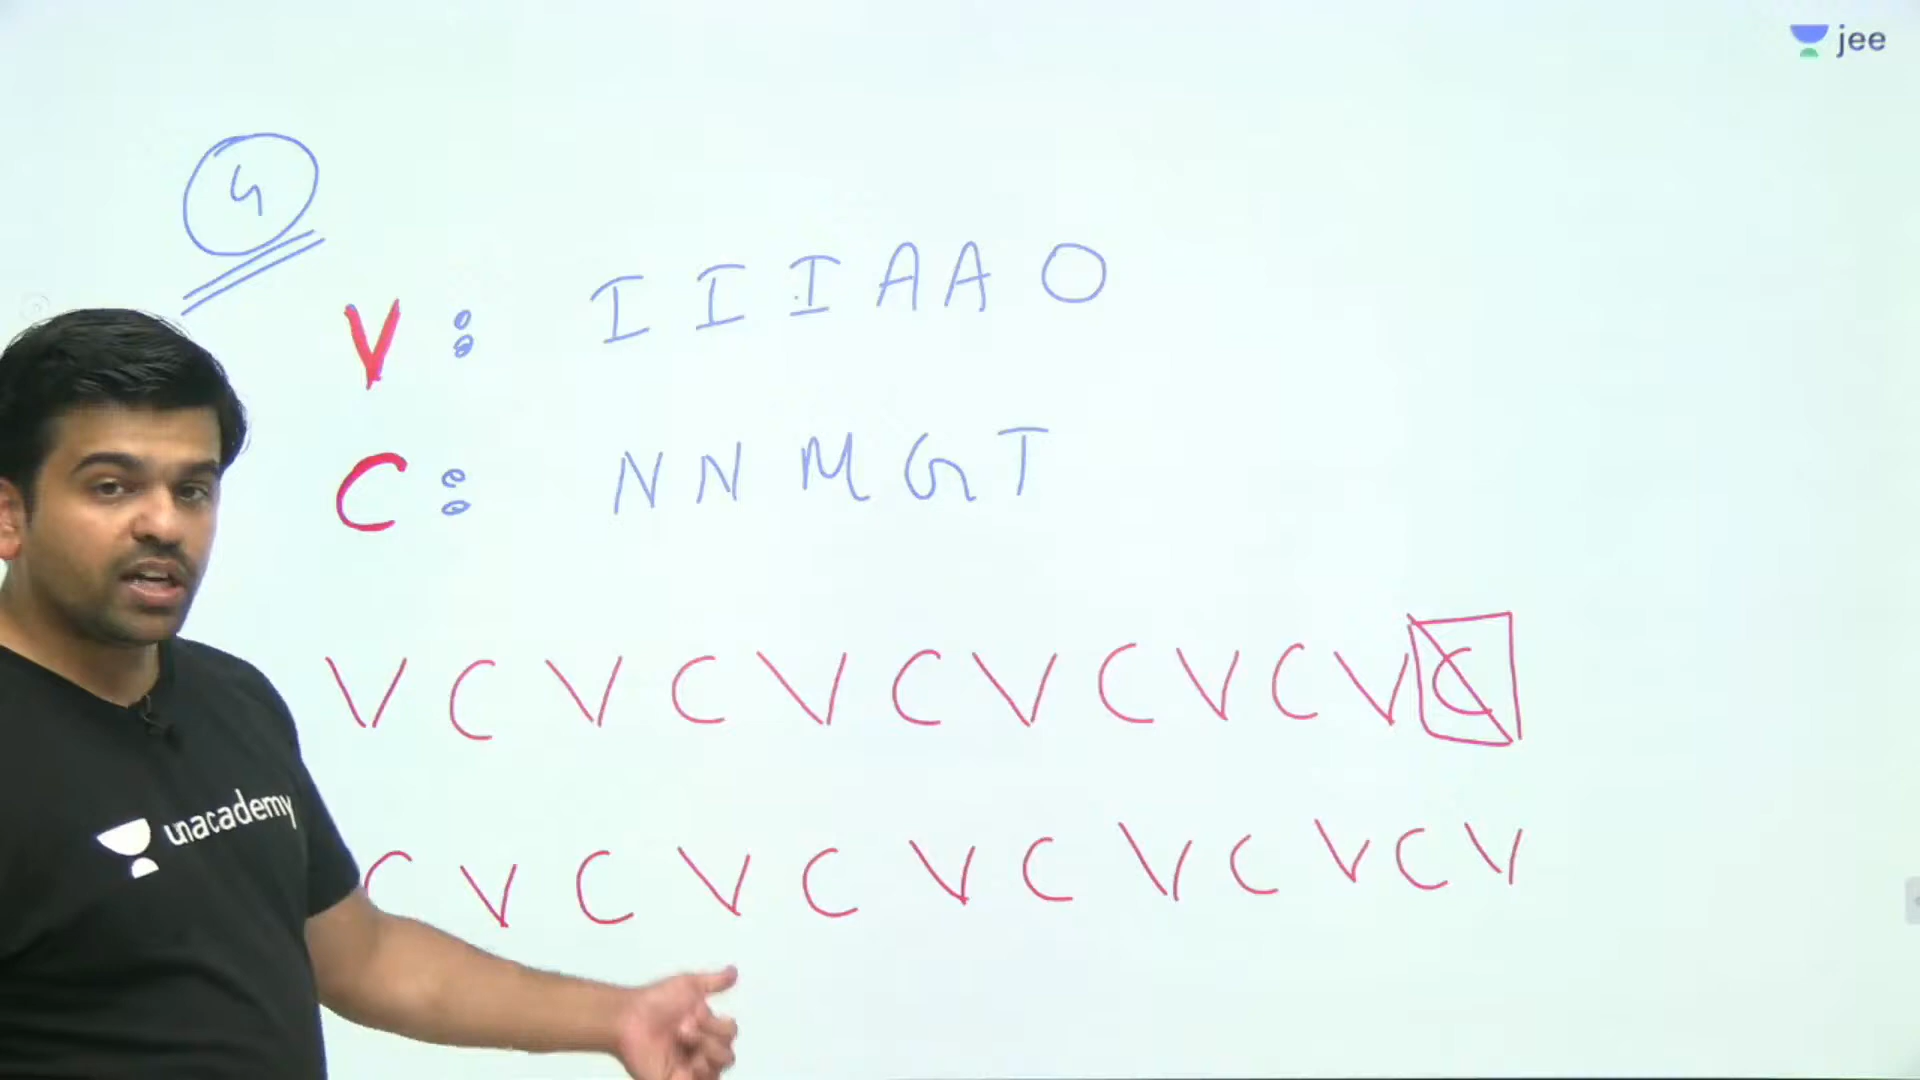 jee
4
V : I I I A A O
C : N N M G T
V C V C V C V C V C V C
C V C V C V C V C V C V
unacademy